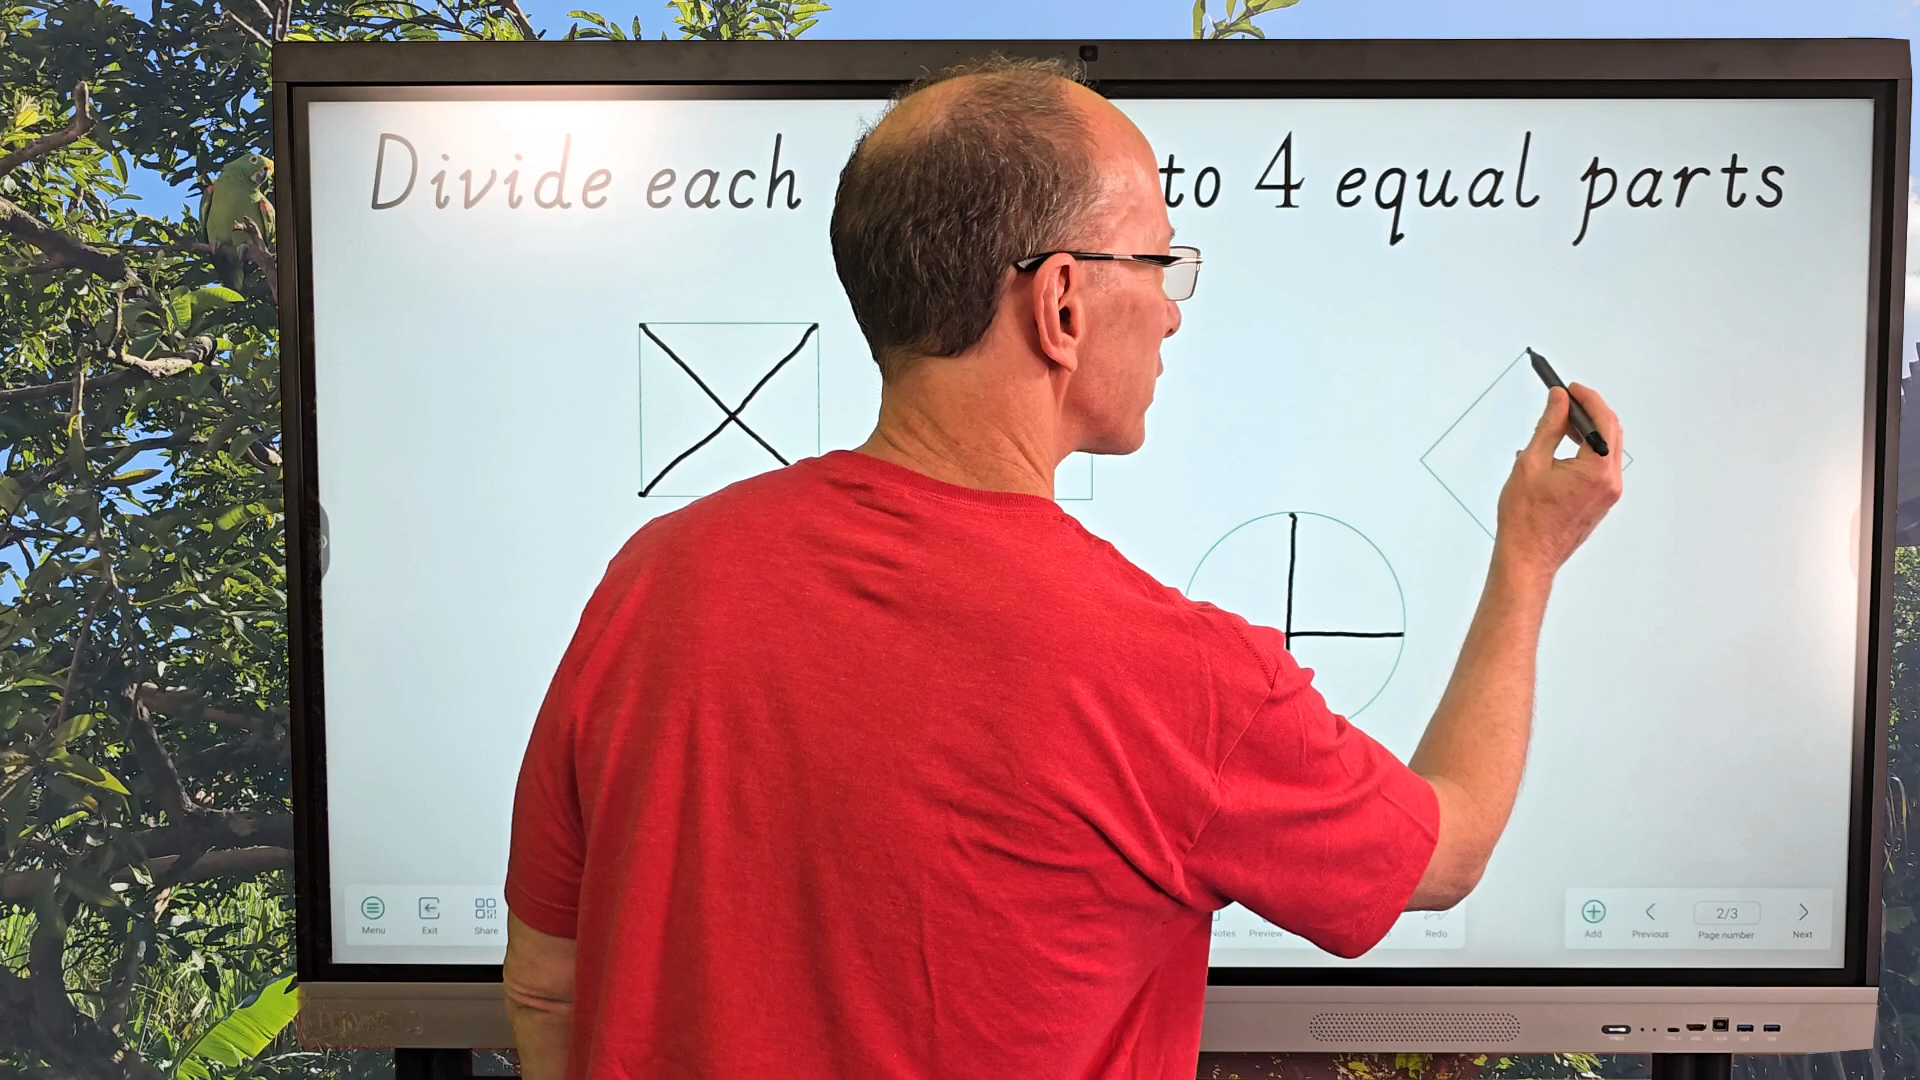 Divide each to 4 equal parts
Menu Exit Share Notes Preview Redo Add Previous 2/3 Page number Next